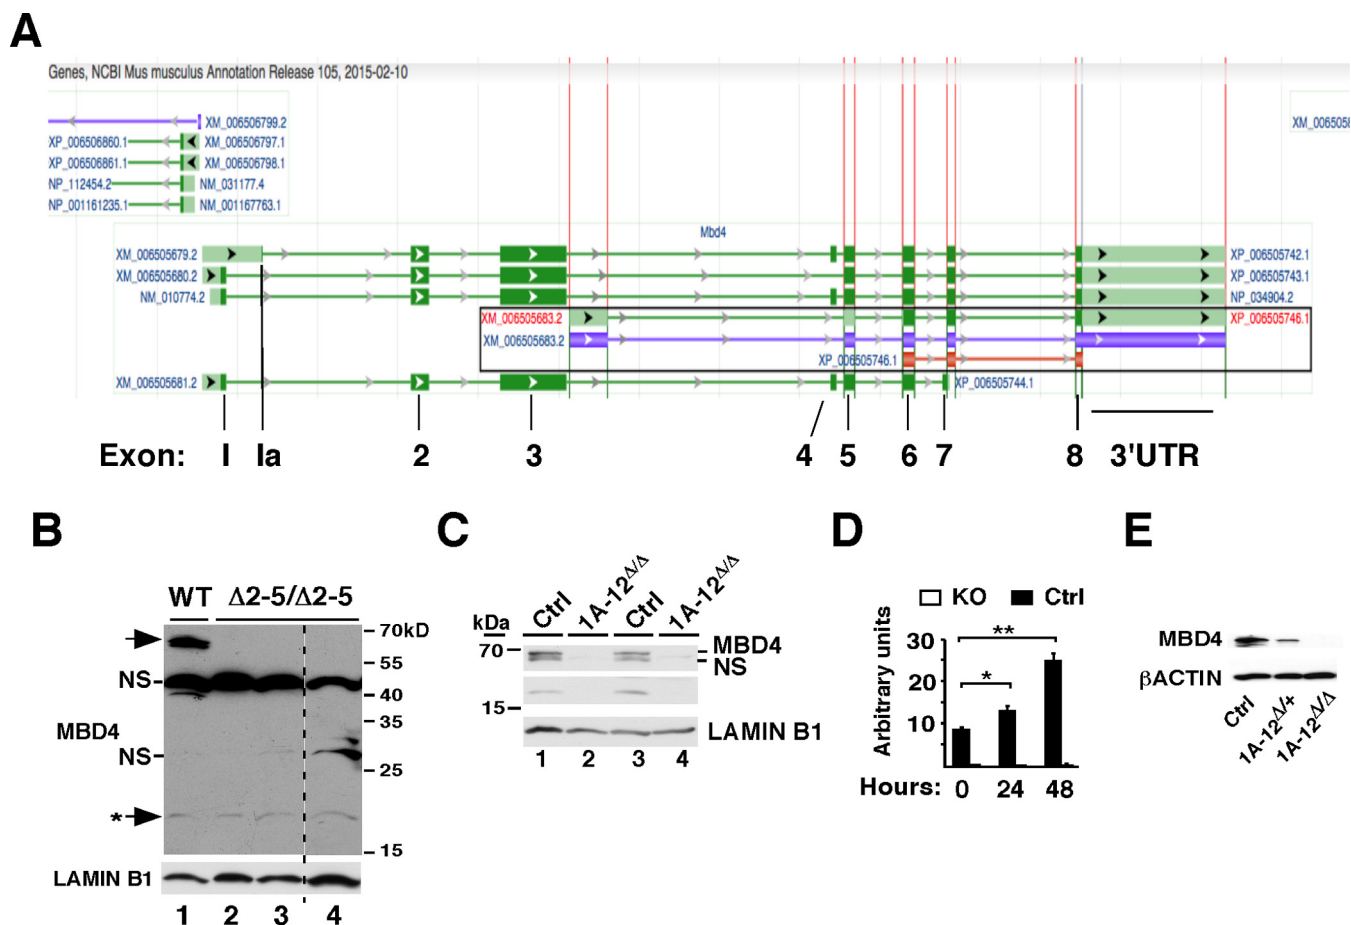 A
Genes, NCBI Mus musculus Annotation Release 105, 2015-02-10
XM_006506799.2
XP_006506860.1 XM_006506797.1
XP_006506861.1 XM_006506798.1
NP_112454.2 NM_031177.4
NP_001161235.1 NM_001167763.1
XM_006505
Mbd4
XM_006505679.2 XP_006505742.1
XM_006505680.2 XP_006505743.1
NM_010774.2 NP_034904.2
XM_006505683.2 XP_006505746.1
XM_006505683.2
XP_006505746.1
XM_006505681.2 XP_006505744.1
Exon: I Ia 2 3 4 5 6 7 8 3'UTR
B
WT Δ2-5/Δ2-5
70kD
NS
55
40
MBD4
35
NS
25
*
15
LAMIN B1
1 2 3 4
C
Ctrl 1A-12Δ/Δ Ctrl 1A-12Δ/Δ
kDa
70 MBD4
NS
15
LAMIN B1
1 2 3 4
D
KO Ctrl
Arbitrary units
30
20
10
**
*
Hours: 0 24 48
E
MBD4
βACTIN
Ctrl 1A-12Δ/+ 1A-12Δ/Δ